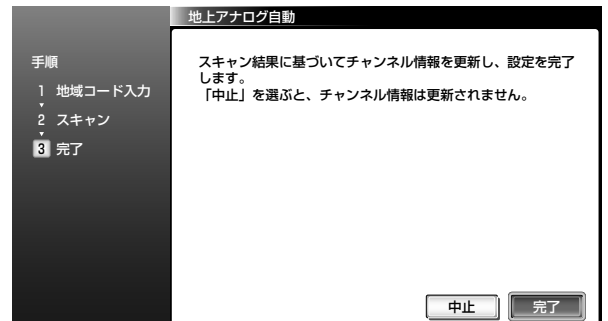 地上アナログ自動
手順
1 地域コード入力
2 スキャン
3 完了
スキャン結果に基づいてチャンネル情報を更新し、設定を完了
します。
「中止」を選ぶと、チャンネル情報は更新されません。
中止
完了